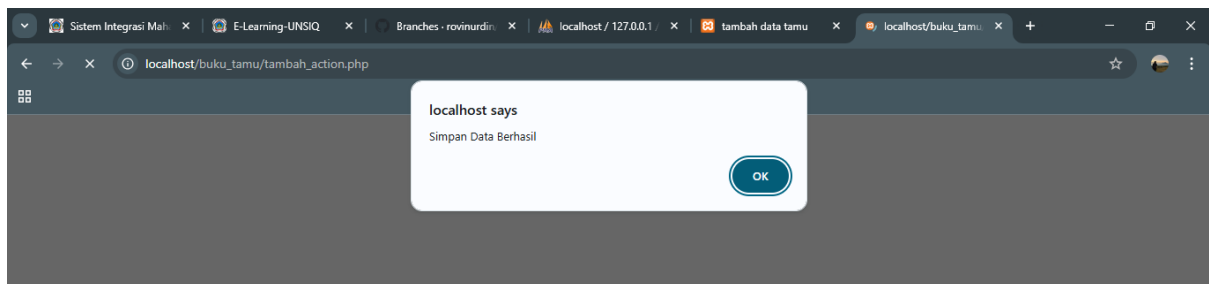 Sistem Integrasi Mah
E-Learning-UNSIQ
Branches · rovinurdin
localhost / 127.0.0.1 /
tambah data tamu
localhost/buku_tamu
localhost/buku_tamu/tambah_action.php
localhost says
Simpan Data Berhasil
OK